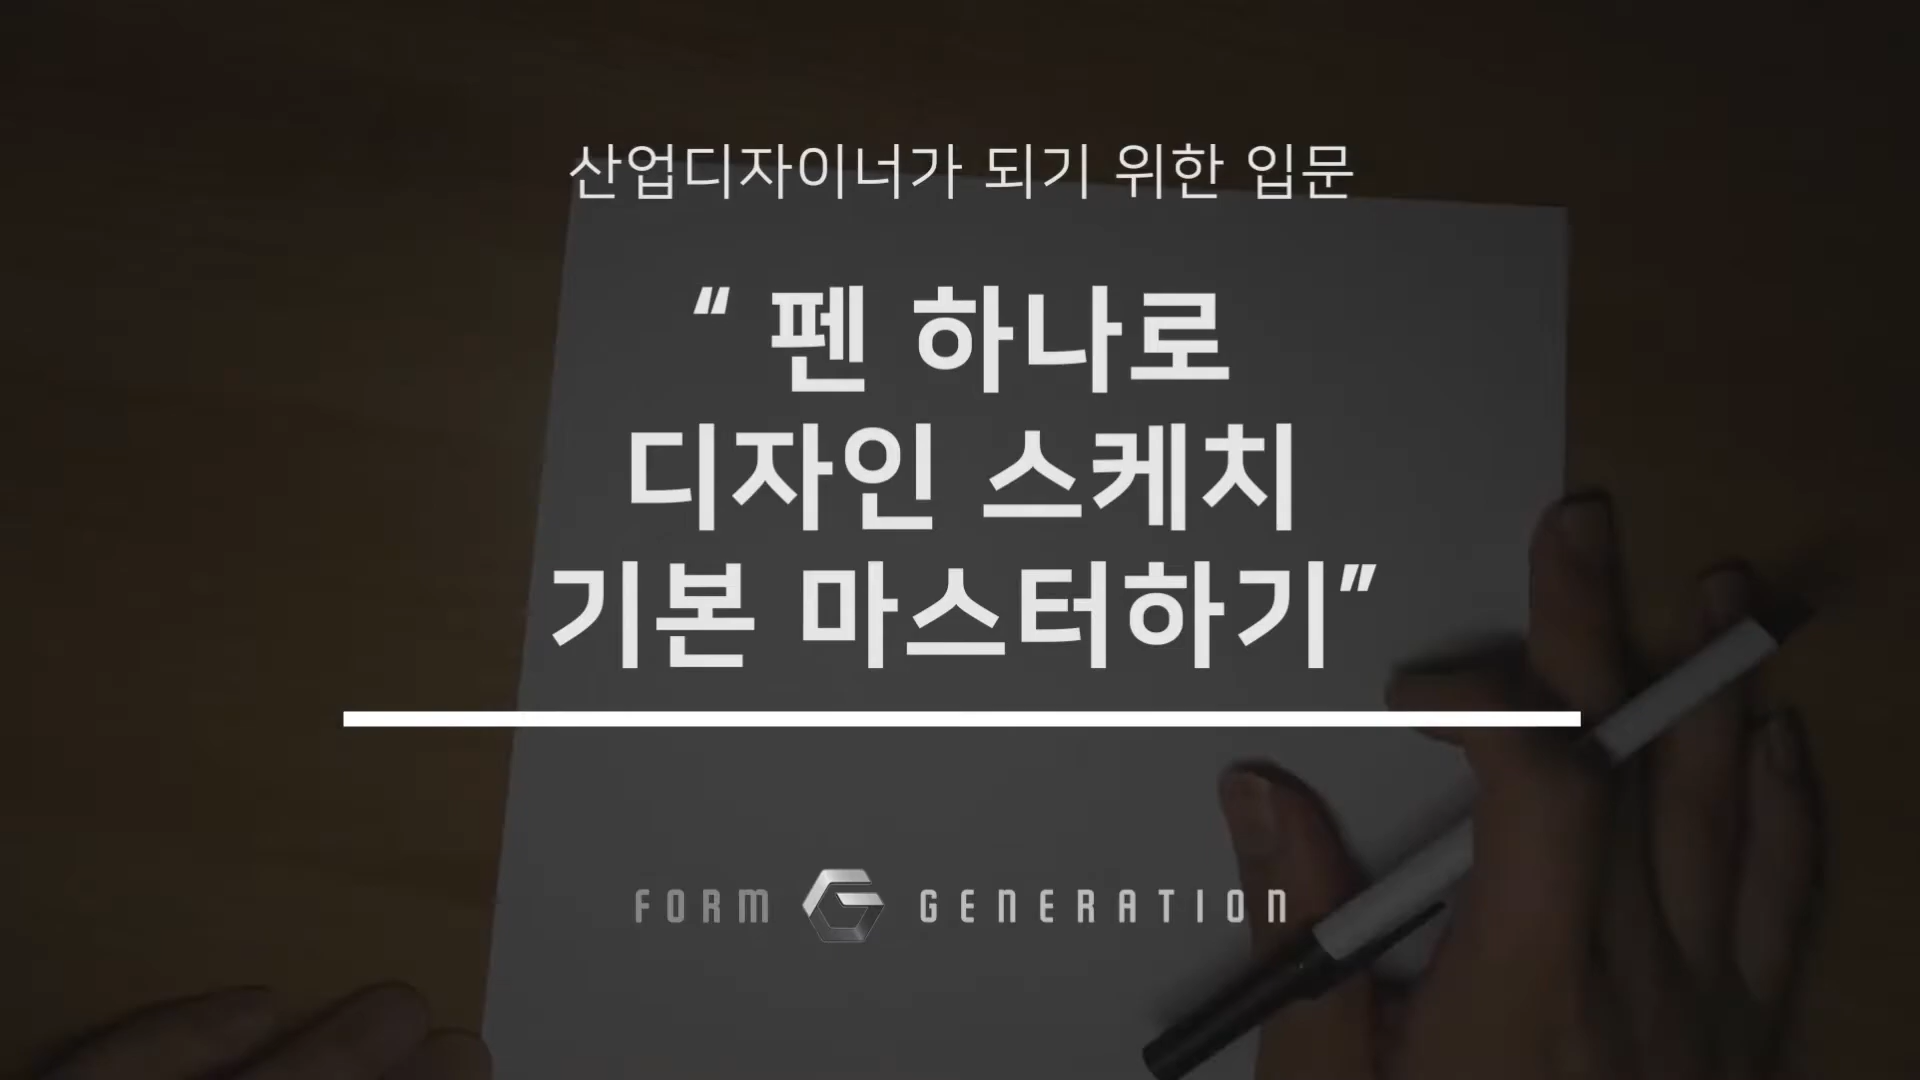 산업디자이너가 되기 위한 입문
“ 펜 하나로
디자인 스케치
기본 마스터하기”
FORM G GENERATION